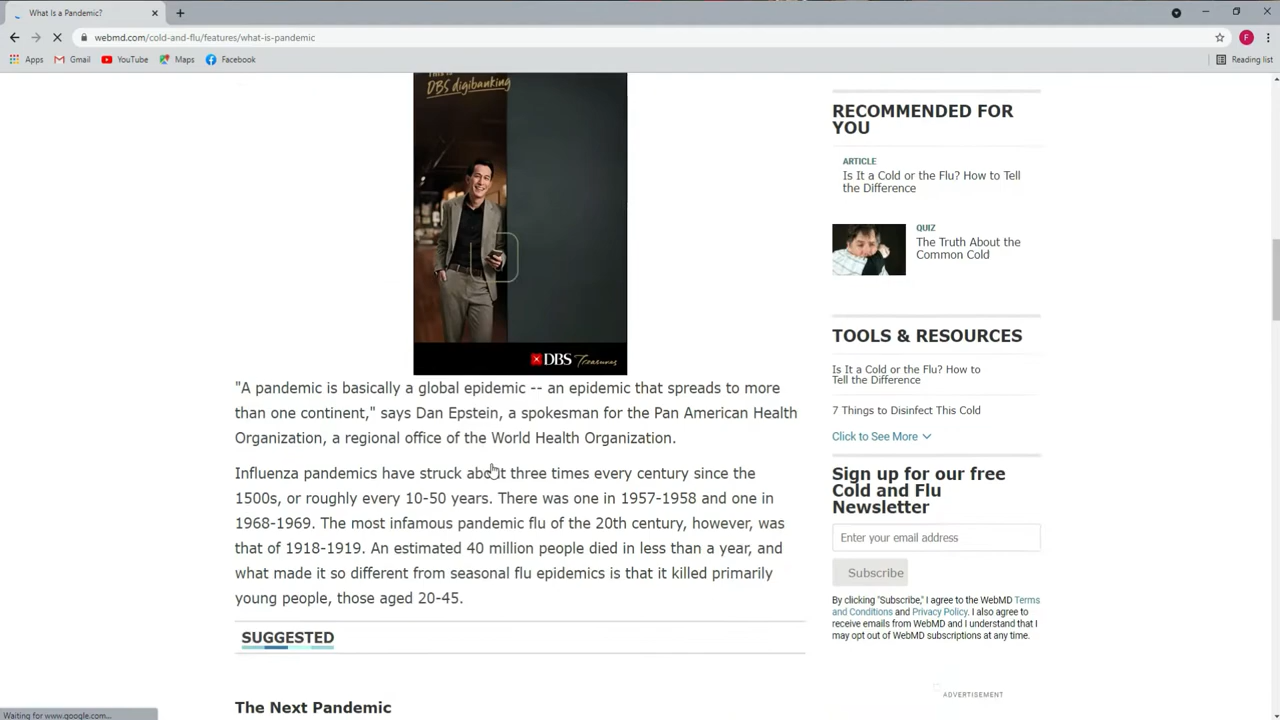 What Is a Pandemic?
webmd.com/cold-and-flu/features/what-is-pandemic
F
Apps
Gmail
YouTube
Maps
Facebook
Reading list
DBS digibanking
DBS Treasures
"A pandemic is basically a global epidemic -- an epidemic that spreads to more
than one continent," says Dan Epstein, a spokesman for the Pan American Health
Organization, a regional office of the World Health Organization.
Influenza pandemics have struck about three times every century since the
1500s, or roughly every 10-50 years. There was one in 1957-1958 and one in
1968-1969. The most infamous pandemic flu of the 20th century, however, was
that of 1918-1919. An estimated 40 million people died in less than a year, and
what made it so different from seasonal flu epidemics is that it killed primarily
young people, those aged 20-45.
SUGGESTED
The Next Pandemic
RECOMMENDED FOR
YOU
ARTICLE
Is It a Cold or the Flu? How to Tell
the Difference
QUIZ
The Truth About the
Common Cold
TOOLS & RESOURCES
Is It a Cold or the Flu? How to
Tell the Difference
7 Things to Disinfect This Cold
Click to See More
Sign up for our free
Cold and Flu
Newsletter
Enter your email address
Subscribe
By clicking "Subscribe," I agree to the WebMD Terms
and Conditions and Privacy Policy. I also agree to
receive emails from WebMD and I understand that I
may opt out of WebMD subscriptions at any time.
ADVERTISEMENT
Waiting for www.google.com...